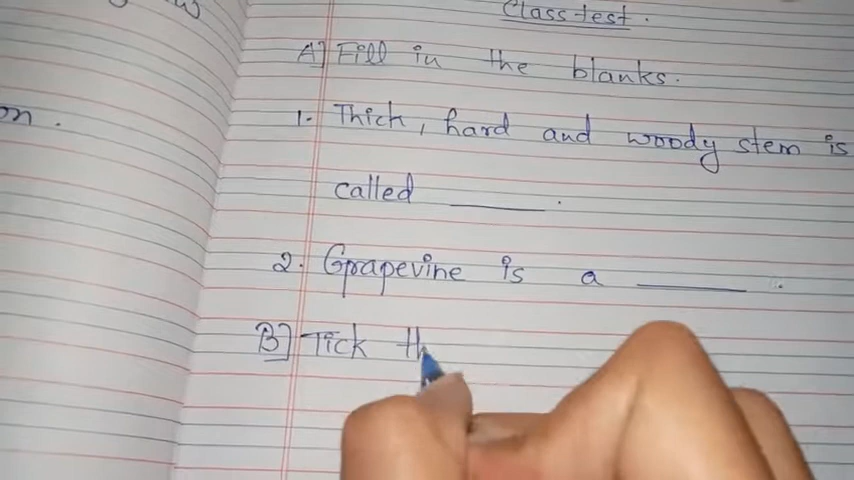 Class test.
A] Fill in the blanks.
1. Thick, hard and woody stem is
called ______.
2. Grapevine is a ______.
B] Tick th